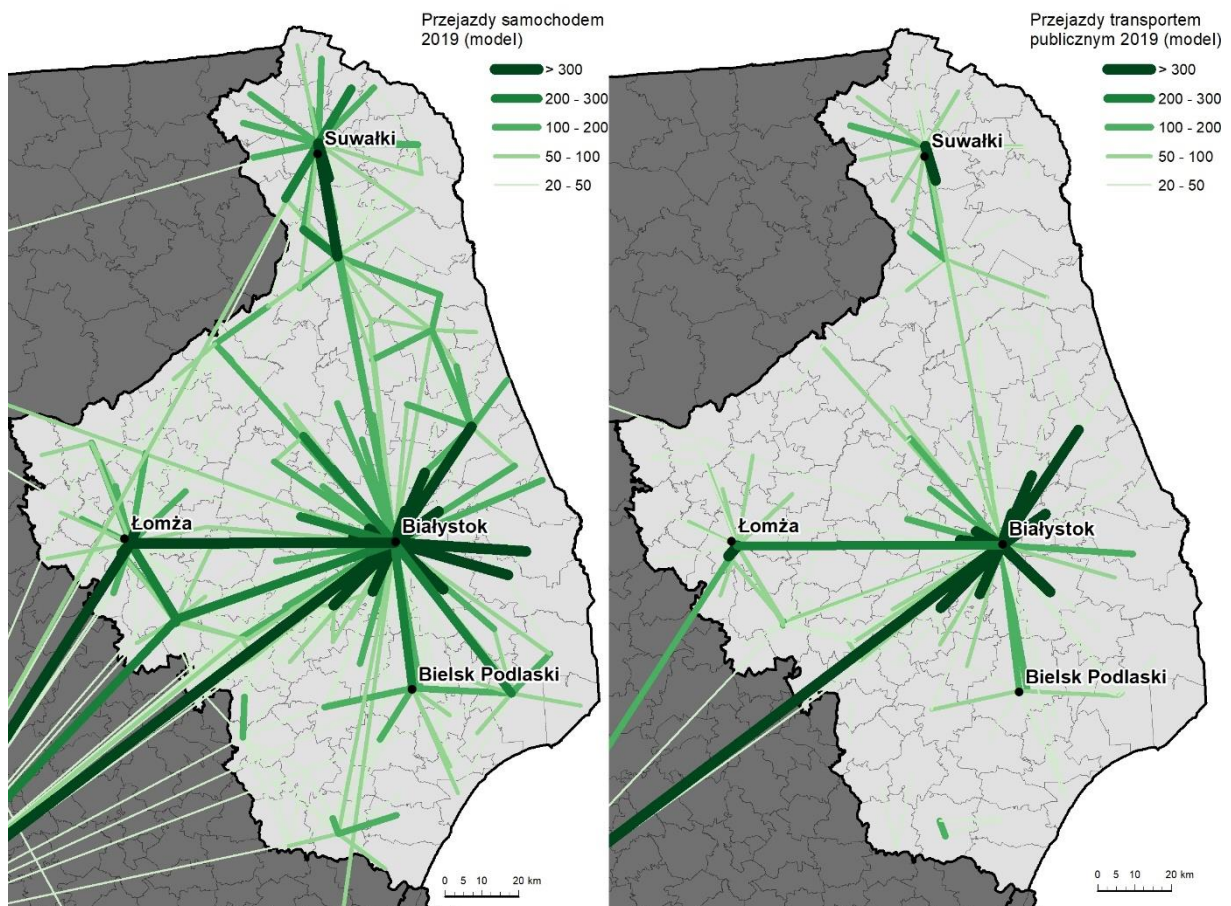 Przejazdy samochodem
2019 (model)
> 300
200 - 300
100 - 200
50 - 100
20 - 50
Suwałki
Łomża
Białystok
Bielsk Podlaski
0 5 10 20 km
Przejazdy transportem
publicznym 2019 (model)
> 300
200 - 300
100 - 200
50 - 100
20 - 50
Suwałki
Łomża
Białystok
Bielsk Podlaski
0 5 10 20 km